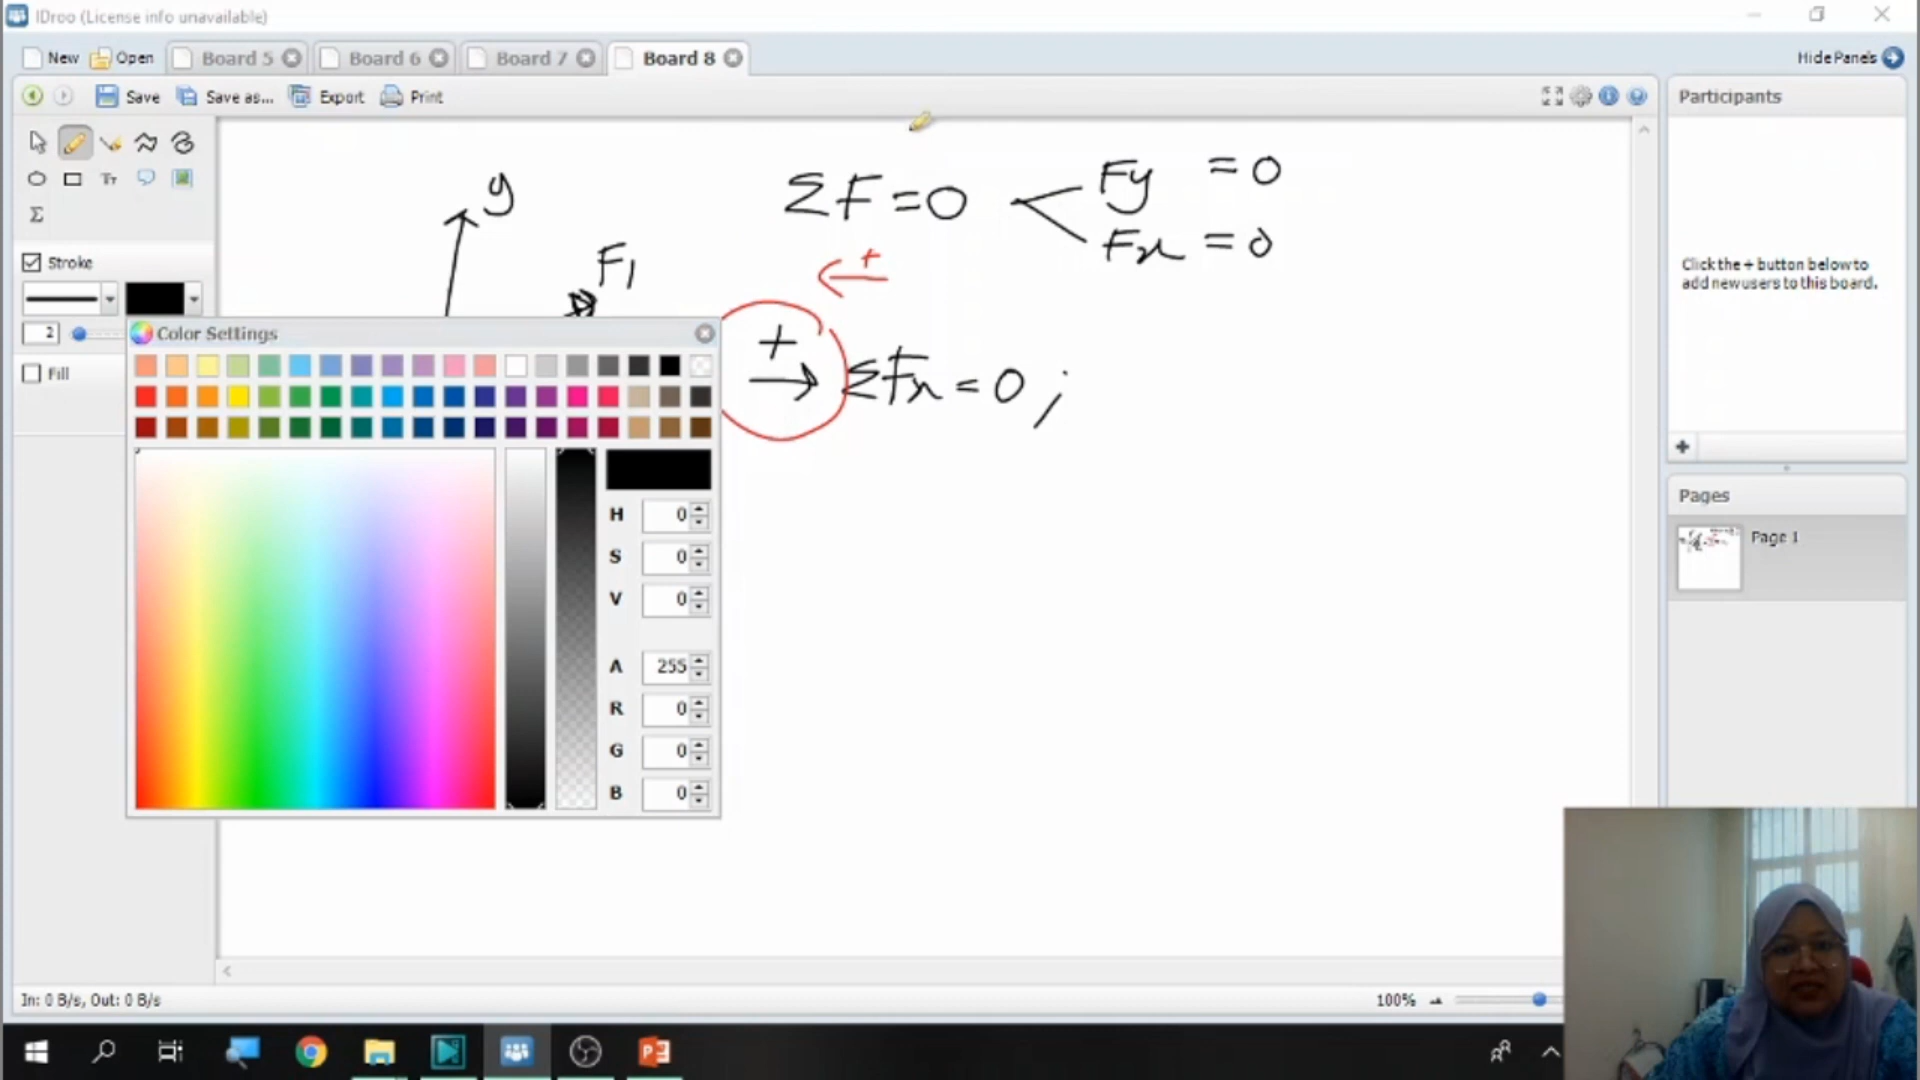 IDroo (License info unavailable)
New Open Board 5 Board 6 Board 7 Board 8 Hide Panels
Save Save as... Export Print
Participants
Click the + button below to
add new users to this board.
Pages
Page 1
Tr
Σ
Stroke
2
Fill
Color Settings
H 0
S 0
V 0
A 255
R 0
G 0
B 0
y
F1
ΣF = 0 < Fy = 0
Fx = 0
+
←
+
→ ΣFx = 0 ;
In: 0 B/s, Out: 0 B/s
100%